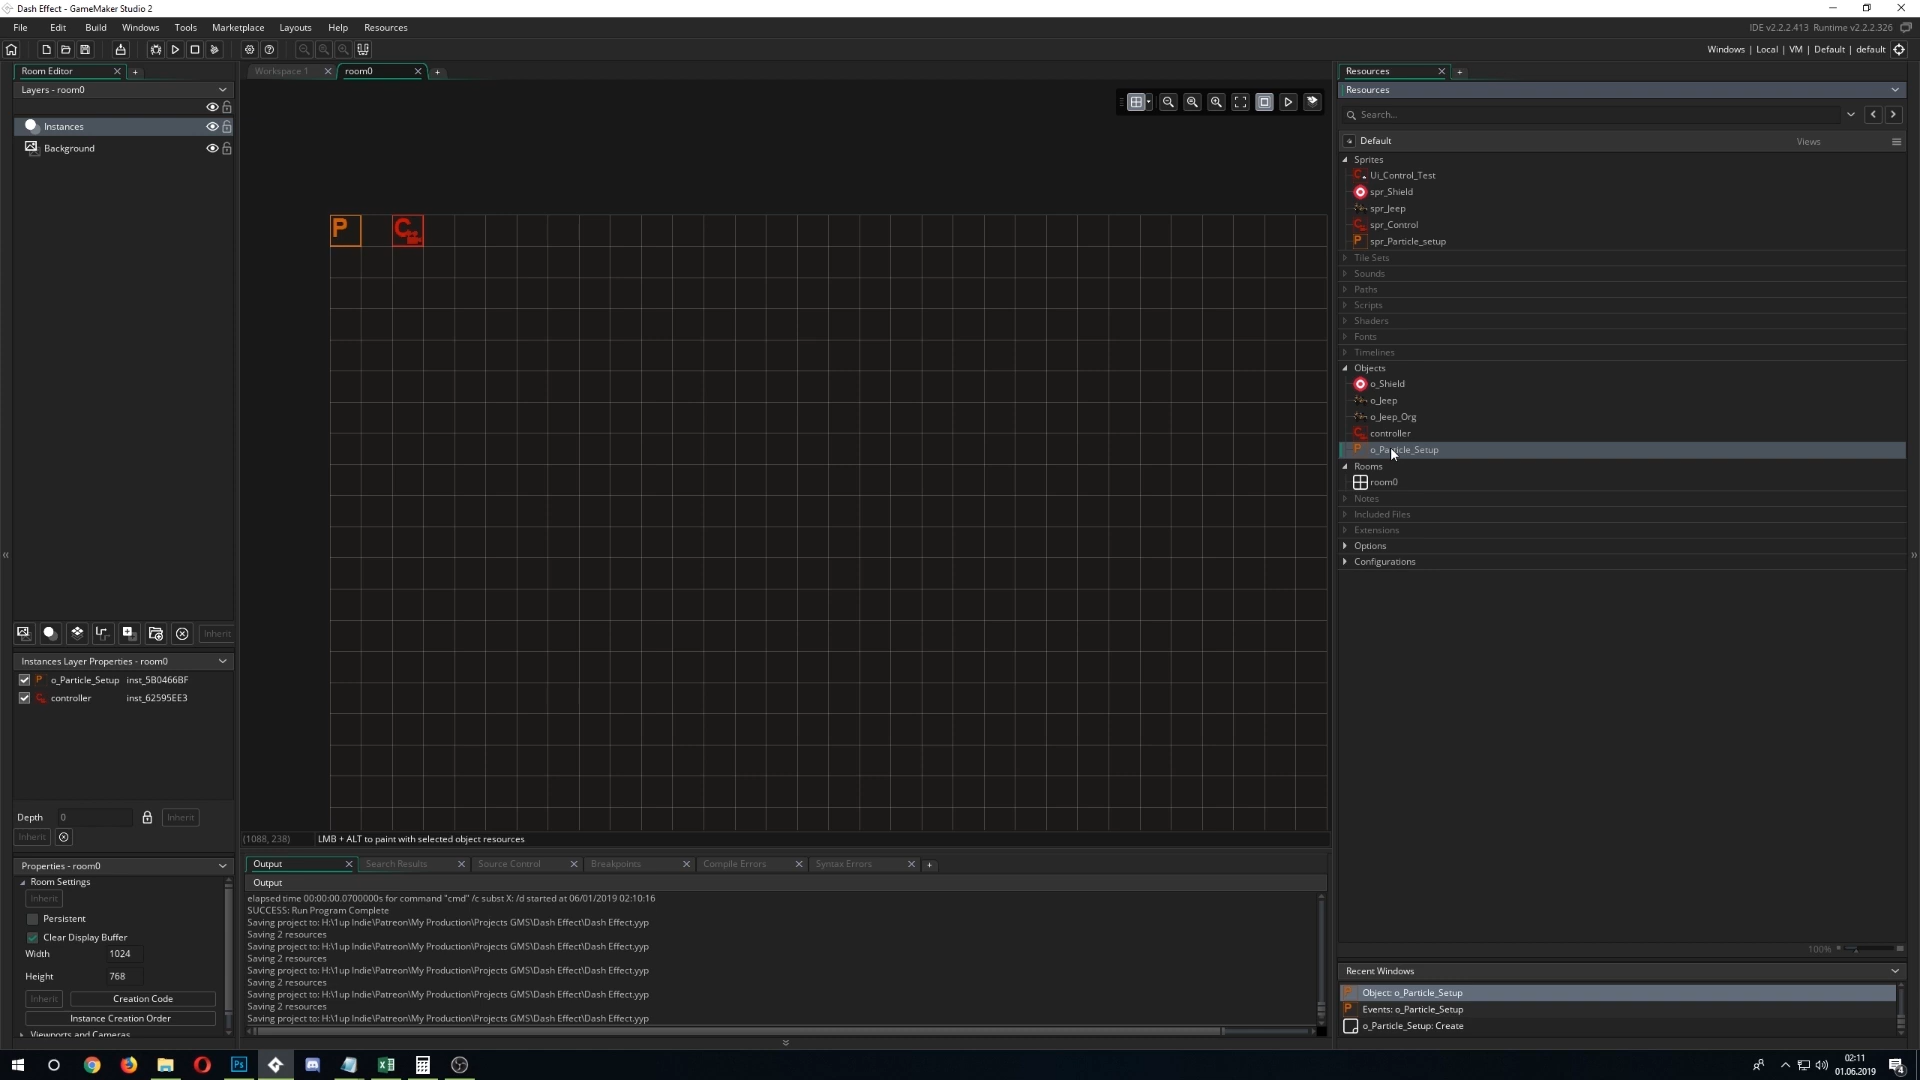 Dash Effect - GameMaker Studio 2
File Edit Build Windows Tools Marketplace Layouts Help Resources
IDE v2.2.2.413 Runtime v2.2.2.326
Windows | Local | VM | Default | default
Room Editor
Layers - room0
Instances
Background
Workspace 1
room0
P
C
(1088, 238)
LMB + ALT to paint with selected object resources
Inherit
Instances Layer Properties - room0
o_Particle_Setup inst_5B0466BF
controller inst_62595EE3
Depth 0 Inherit
Inherit
Properties - room0
Room Settings
Inherit
Persistent
Clear Display Buffer
Width 1024
Height 768
Inherit Creation Code
Instance Creation Order
Viewports and Cameras
Output Search Results Source Control Breakpoints Compile Errors Syntax Errors
Output
elapsed time 00:00:00.0700000s for command "cmd" /c subst X: /d started at 06/01/2019 02:10:16
SUCCESS: Run Program Complete
Saving project to: H:\1up Indie\Patreon\My Production\Projects GMS\Dash Effect\Dash Effect.yyp
Saving 2 resources
Saving project to: H:\1up Indie\Patreon\My Production\Projects GMS\Dash Effect\Dash Effect.yyp
Saving 2 resources
Saving project to: H:\1up Indie\Patreon\My Production\Projects GMS\Dash Effect\Dash Effect.yyp
Saving 2 resources
Saving project to: H:\1up Indie\Patreon\My Production\Projects GMS\Dash Effect\Dash Effect.yyp
Saving 2 resources
Saving project to: H:\1up Indie\Patreon\My Production\Projects GMS\Dash Effect\Dash Effect.yyp
Resources
Resources
Search...
Default Views
Sprites
Ui_Control_Test
spr_Shield
spr_Jeep
spr_Control
spr_Particle_setup
Tile Sets
Sounds
Paths
Scripts
Shaders
Fonts
Timelines
Objects
o_Shield
o_Jeep
o_Jeep_Org
controller
o_Particle_Setup
Rooms
room0
Notes
Included Files
Extensions
Options
Configurations
100%
Recent Windows
Object: o_Particle_Setup
Events: o_Particle_Setup
o_Particle_Setup: Create
Ps
02:11
01.06.2019
4